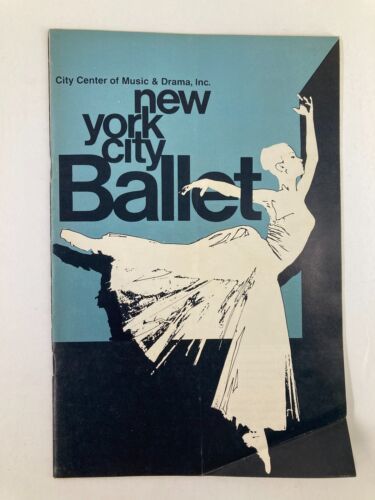 City Center of Music & Drama, Inc.
new
york
city
Ballet